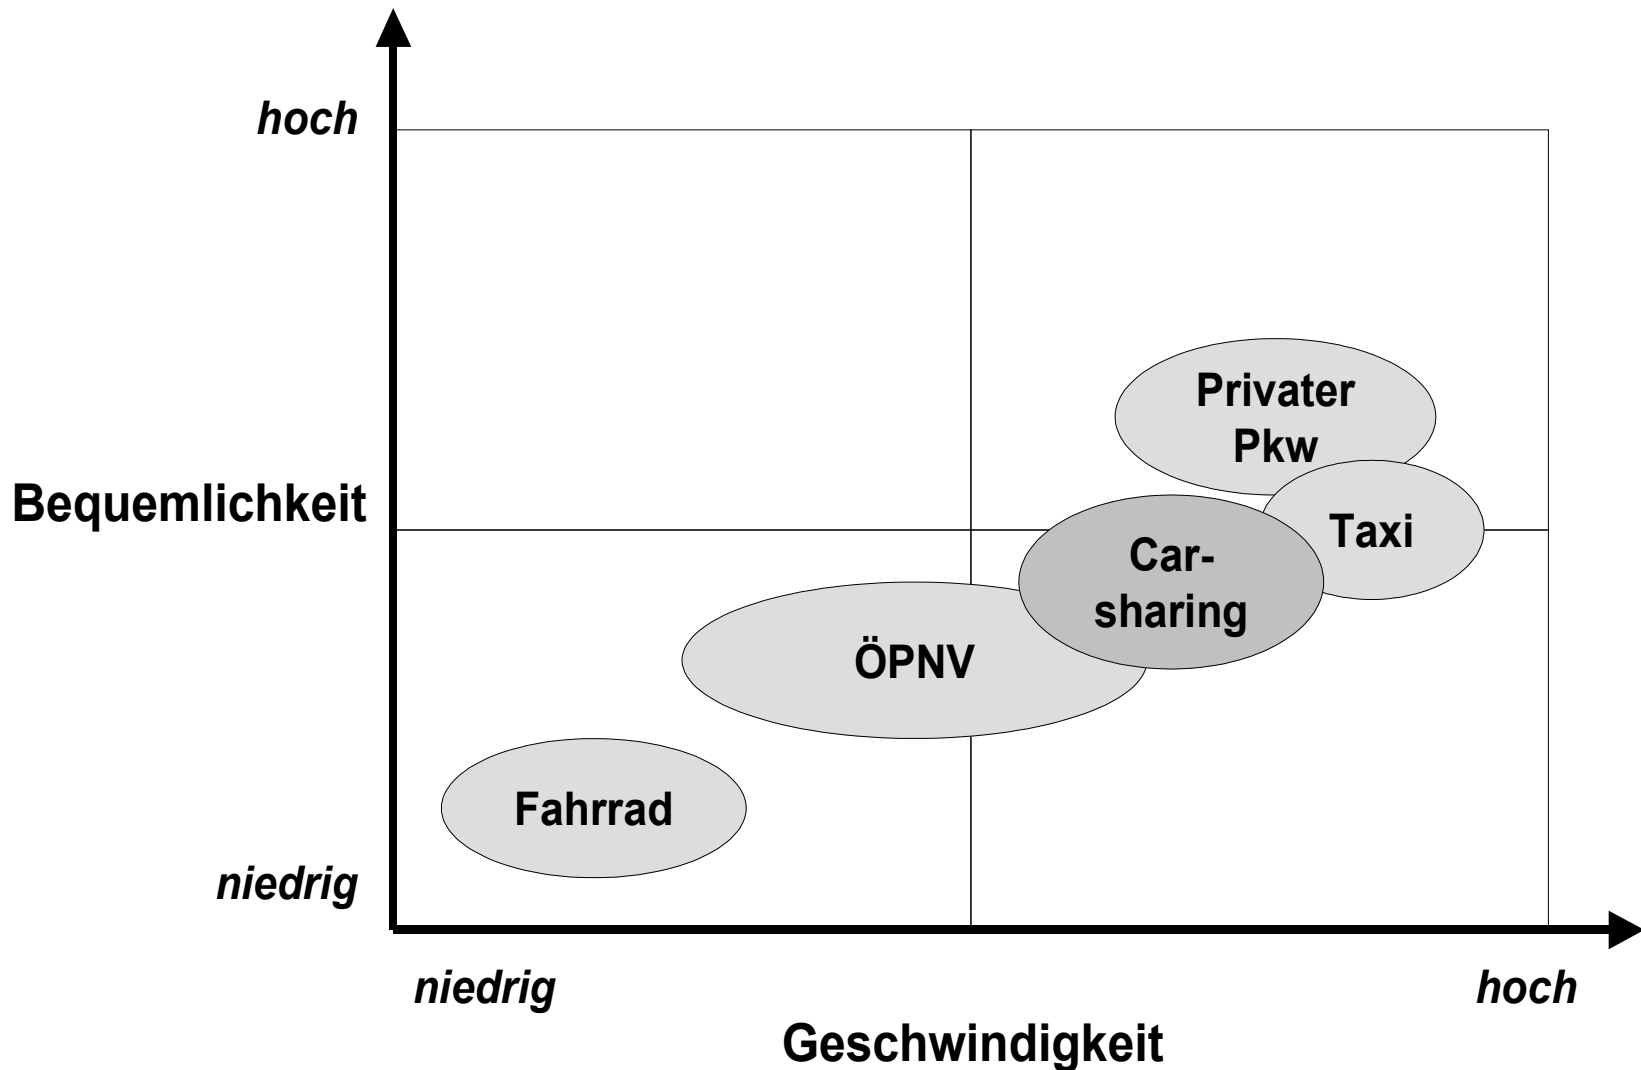 hoch
Privater
Pkw
Bequemlichkeit
Taxi
Car-
sharing
ÖPNV
Fahrrad
niedrig
niedrig
hoch
Geschwindigkeit